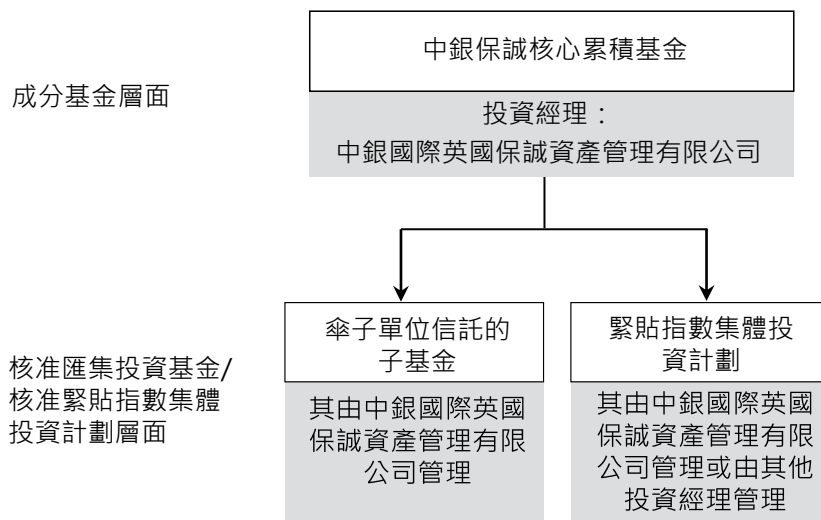 中銀保誠核心累積基金
成分基金層面
投資經理：
中銀國際英國保誠資產管理有限公司
傘子單位信託的
子基金
緊貼指數集體投
資計劃
核准匯集投資基金/
核准緊貼指數集體
投資計劃層面
其由中銀國際英國
保誠資產管理有限
公司管理
其由中銀國際英國
保誠資產管理有限
公司管理或由其他
投資經理管理